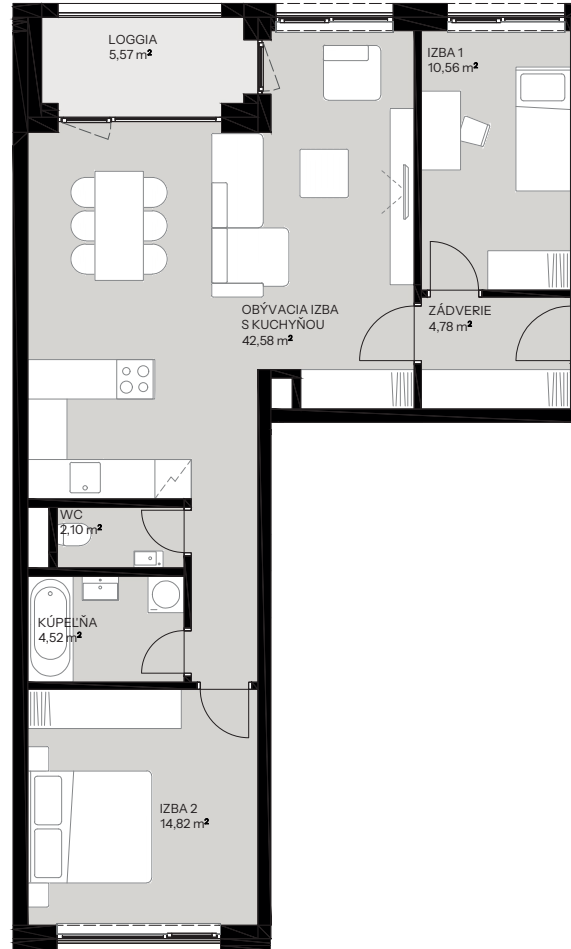 LOGGIA
5,57 m²
IZBA 1
10,56 m²
OBÝVACIA IZBA
S KUCHYŇOU
42,58 m²
ZÁDVERIE
4,78 m²
WC
2,10 m²
KÚPEĽŇA
4,52 m²
IZBA 2
14,82 m²